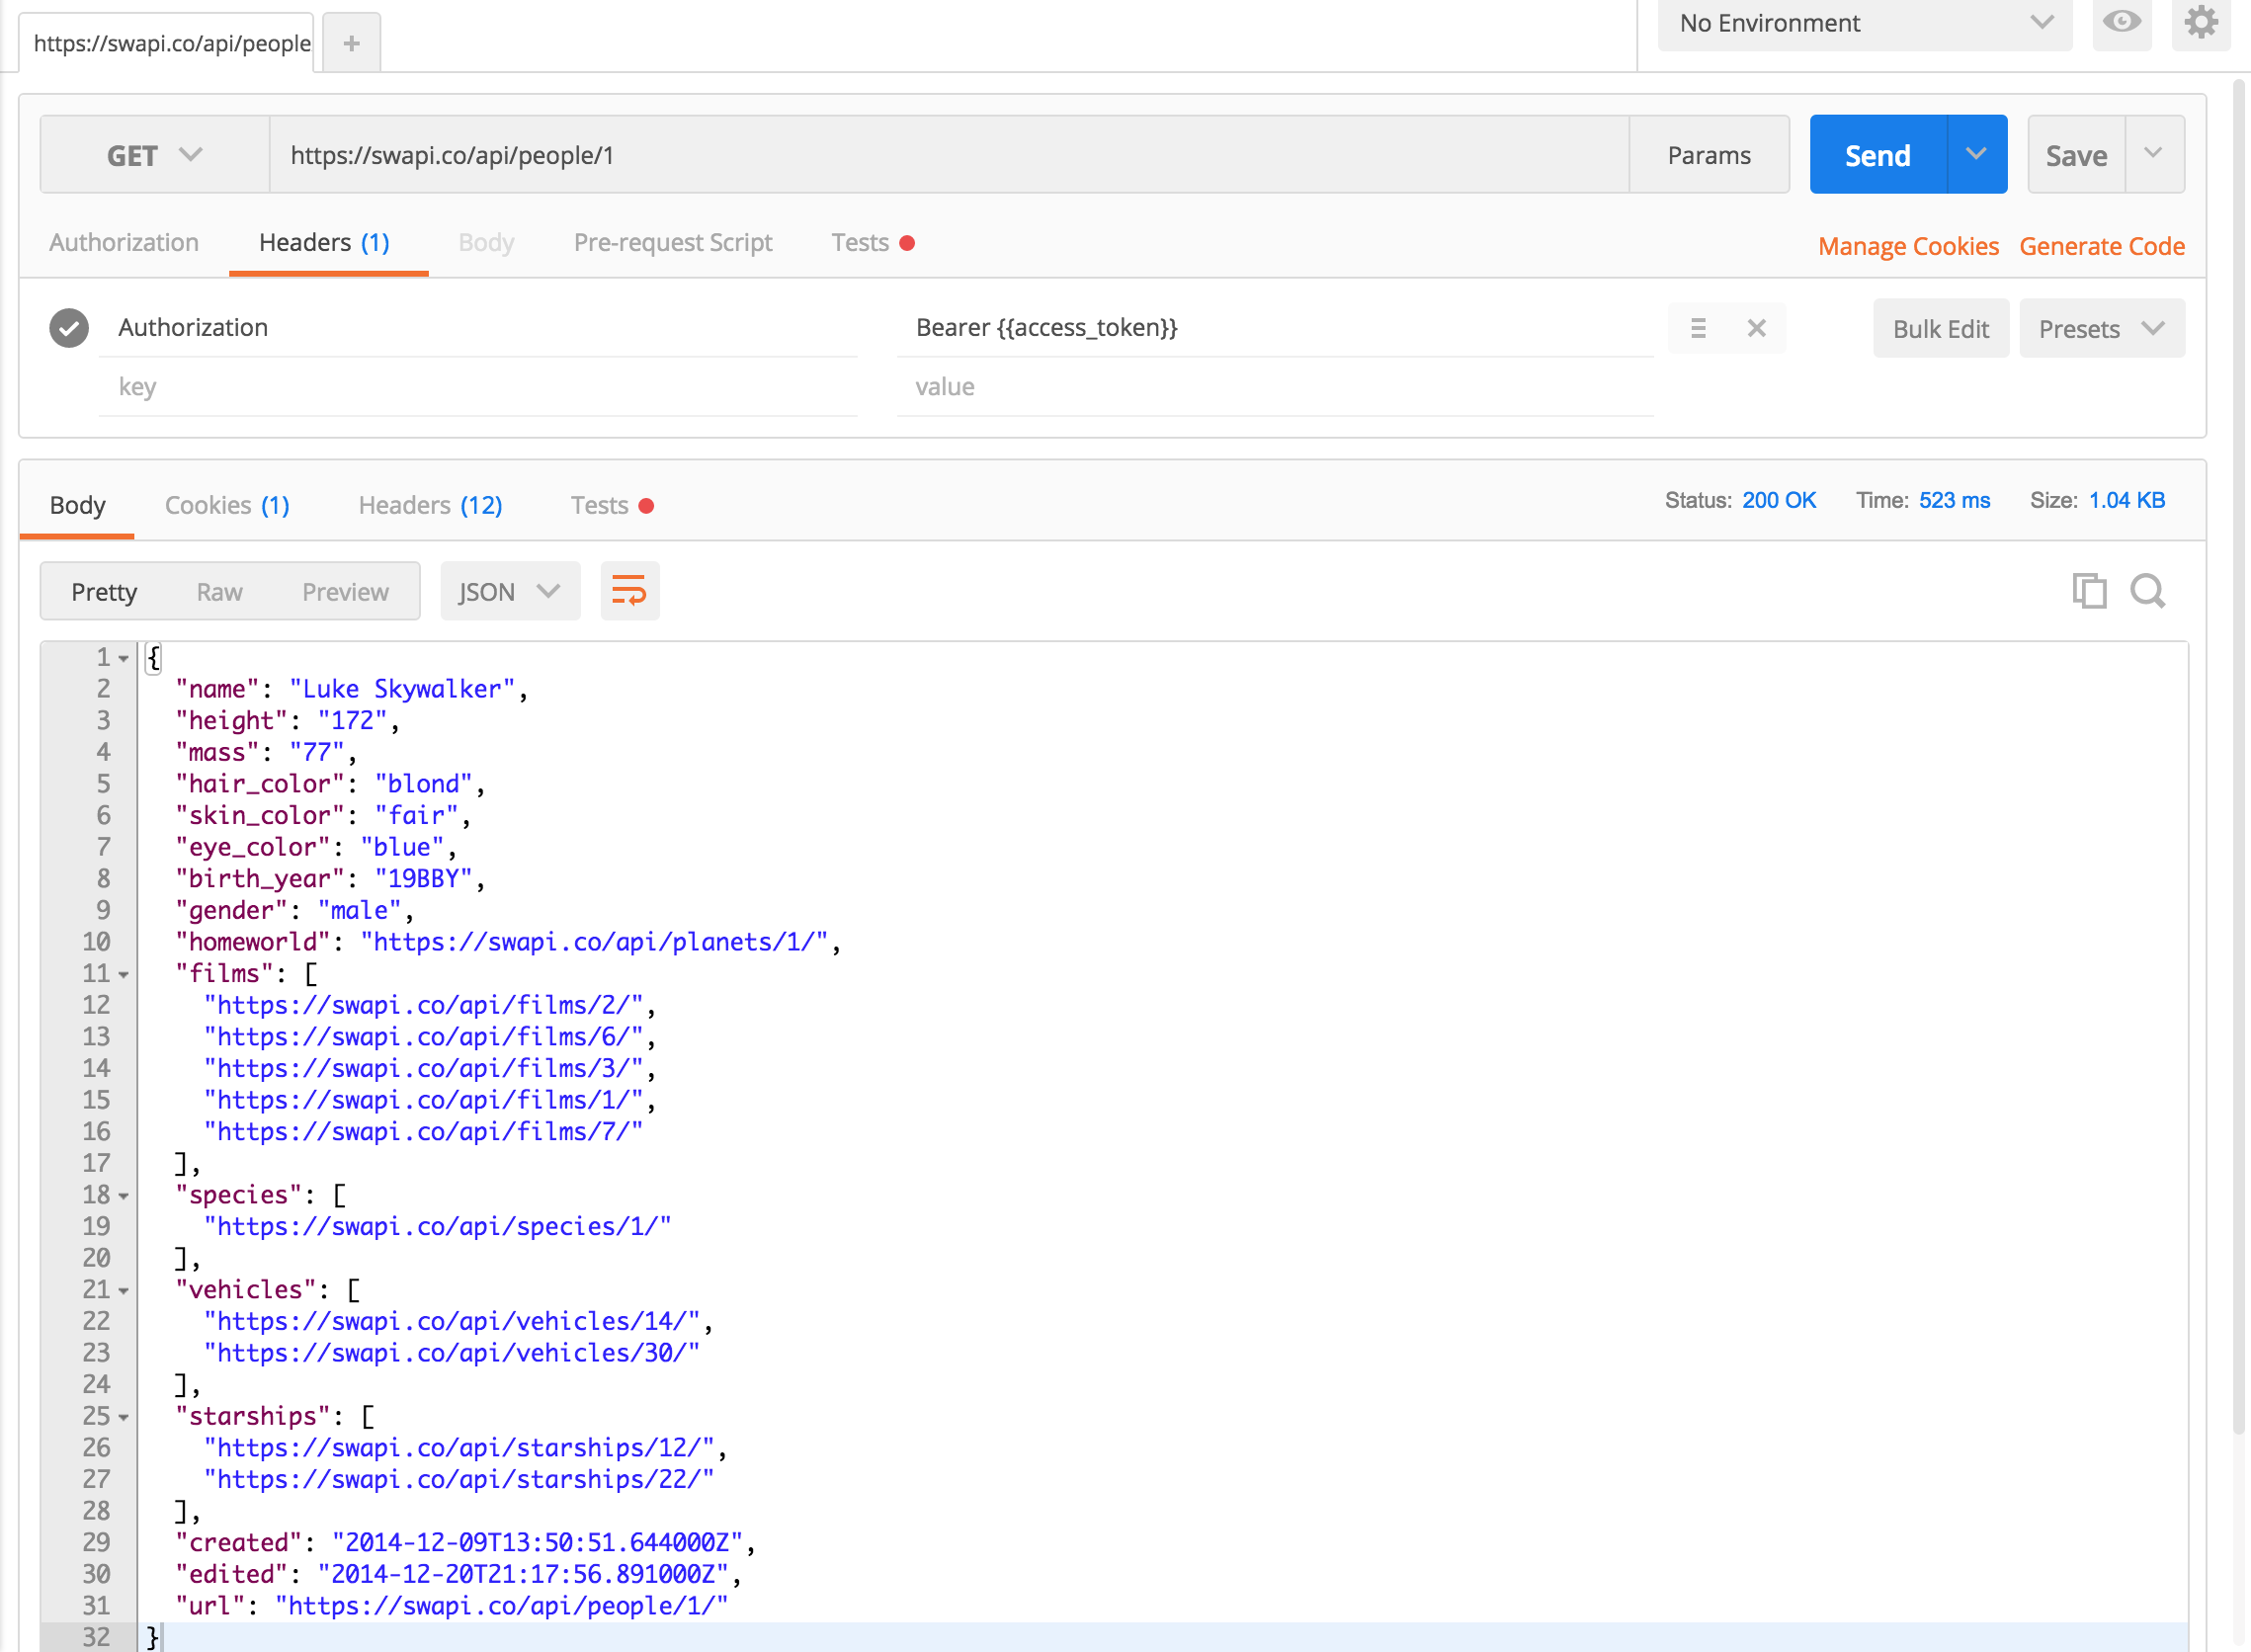 https://swapi.co/api/people
+
No Environment
GET https://swapi.co/api/people/1 Params Send Save
Authorization Headers (1) Body Pre-request Script Tests Manage Cookies Generate Code
Authorization Bearer {{access_token}} Bulk Edit Presets
key value
Body Cookies (1) Headers (12) Tests Status: 200 OK Time: 523 ms Size: 1.04 KB
Pretty Raw Preview JSON
1 {
2 "name": "Luke Skywalker",
3 "height": "172",
4 "mass": "77",
5 "hair_color": "blond",
6 "skin_color": "fair",
7 "eye_color": "blue",
8 "birth_year": "19BBY",
9 "gender": "male",
10 "homeworld": "https://swapi.co/api/planets/1/",
11 "films": [
12 "https://swapi.co/api/films/2/",
13 "https://swapi.co/api/films/6/",
14 "https://swapi.co/api/films/3/",
15 "https://swapi.co/api/films/1/",
16 "https://swapi.co/api/films/7/"
17 ],
18 "species": [
19 "https://swapi.co/api/species/1/"
20 ],
21 "vehicles": [
22 "https://swapi.co/api/vehicles/14/",
23 "https://swapi.co/api/vehicles/30/"
24 ],
25 "starships": [
26 "https://swapi.co/api/starships/12/",
27 "https://swapi.co/api/starships/22/"
28 ],
29 "created": "2014-12-09T13:50:51.644000Z",
30 "edited": "2014-12-20T21:17:56.891000Z",
31 "url": "https://swapi.co/api/people/1/"
32 }